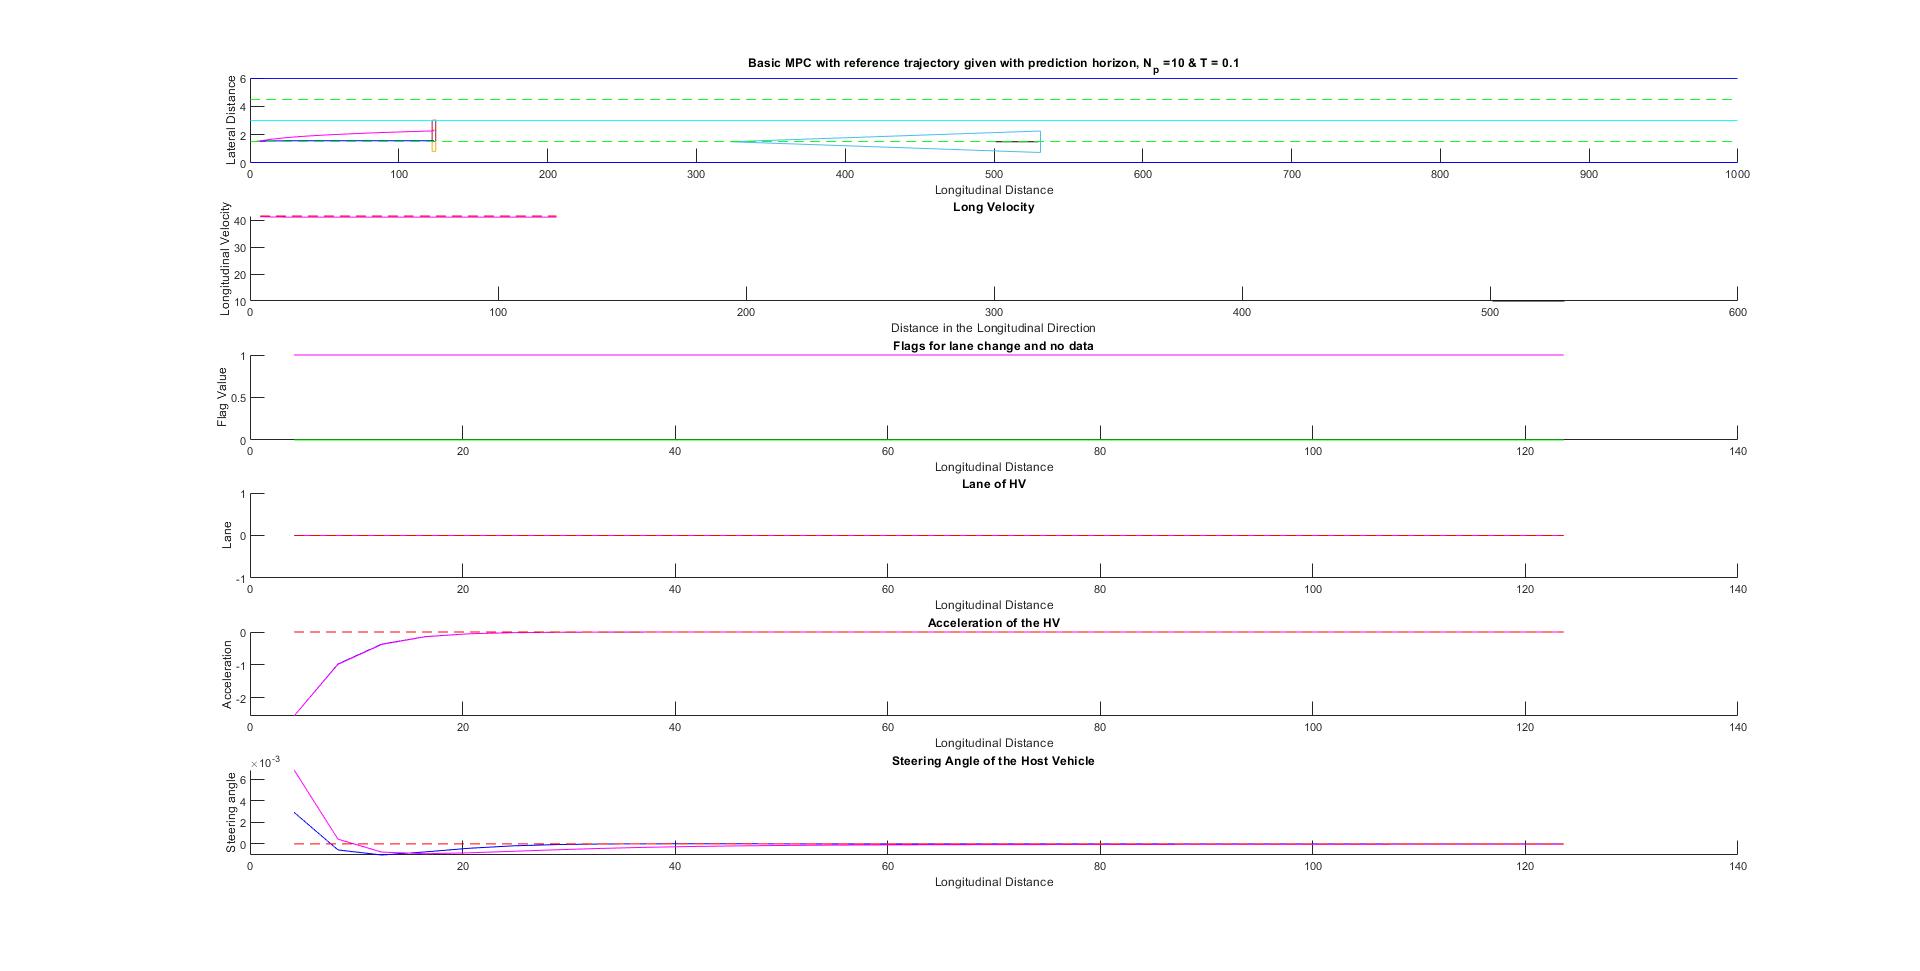 Basic MPC with reference trajectory given with prediction horizon, Np =10 & T = 0.1
Lateral Distance
6
4
2
0
0 100 200 300 400 500 600 700 800 900 1000
Longitudinal Distance
Long Velocity
Longitudinal Velocity
40
30
20
10
0 100 200 300 400 500 600
Distance in the Longitudinal Direction
Flags for lane change and no data
Flag Value
1
0.5
0
0 20 40 60 80 100 120 140
Longitudinal Distance
Lane of HV
Lane
1
0
-1
0 20 40 60 80 100 120 140
Longitudinal Distance
Acceleration of the HV
Acceleration
0
-1
-2
0 20 40 60 80 100 120 140
Longitudinal Distance
×10-3
Steering Angle of the Host Vehicle
Steering angle
6
4
2
0
0 20 40 60 80 100 120 140
Longitudinal Distance